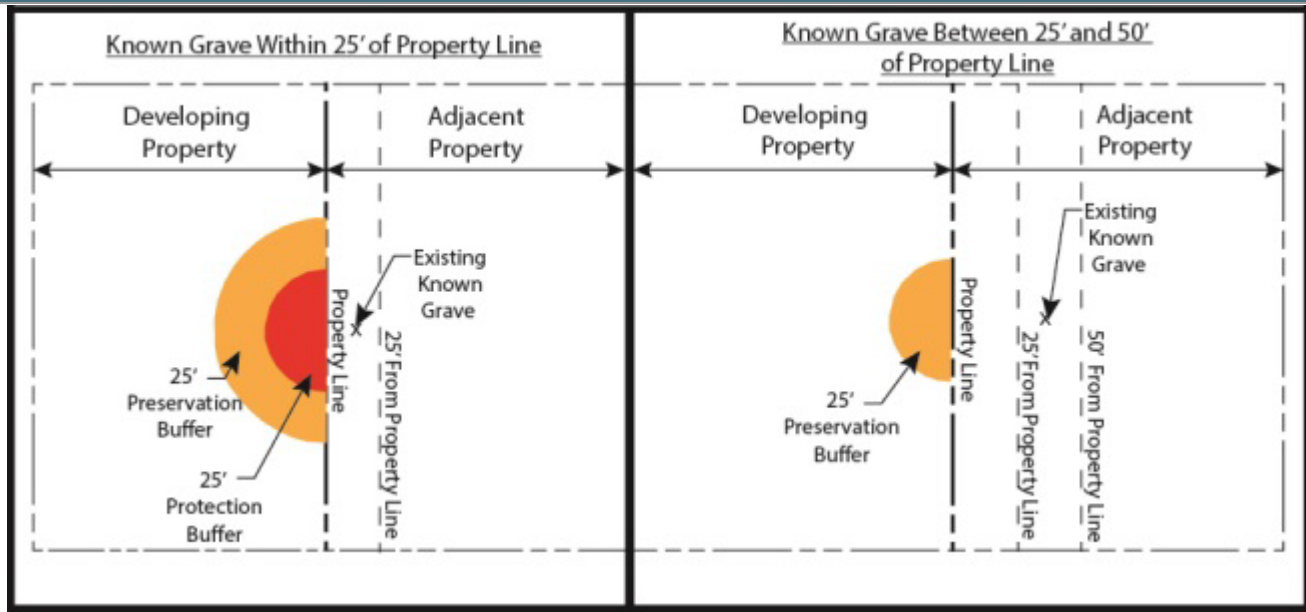 Known Grave Within 25' of Property Line
Developing
Property
Adjacent
Property
Existing
Known
Grave
Property Line
25' From Property Line
25'
Preservation
Buffer
25'
Protection
Buffer
Known Grave Between 25' and 50'
of Property Line
Developing
Property
Adjacent
Property
Existing
Known
Grave
Property Line
25' From Property Line
50' From Property Line
25'
Preservation
Buffer